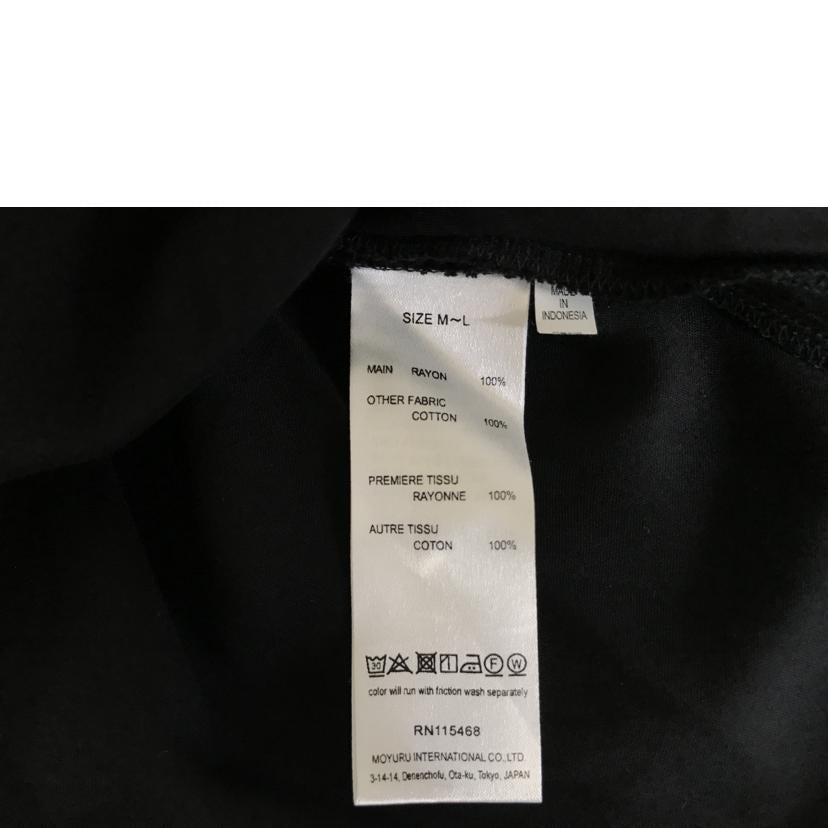 SIZE M~L
MADE
IN
INDONESIA
MAIN RAYON 100%
OTHER FABRIC
COTTON 100%
PREMIERE TISSU
RAYONNE 100%
AUTRE TISSU
COTON 100%
30 F W
color will run with friction wash separately
RN115468
MOYURU INTERNATIONAL CO.,LTD.
3-14-14, Denenchofu, Ota-ku, Tokyo, JAPAN